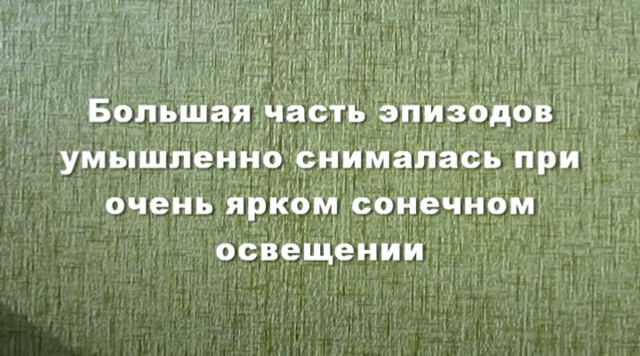 Большая часть эпизодов
умышленно снималась при
очень ярком сонечном
освещении